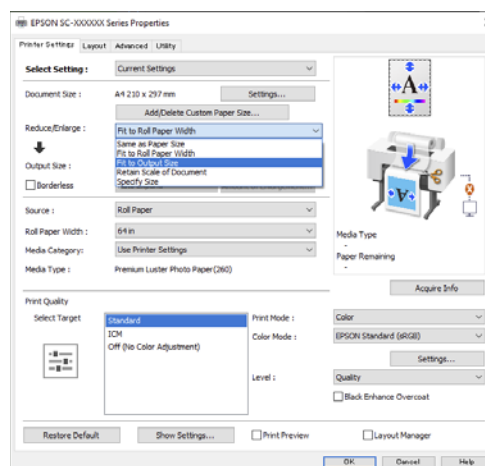 EPSON SC-XXXXXX Series Properties
Printer Settings Layout Advanced Utility
Select Setting : Current Settings
Document Size : A4 210 x 297 mm Settings...
Add/Delete Custom Paper Size...
Reduce/Enlarge : Fit to Roll Paper Width
Same as Paper Size
Fit to Roll Paper Width
Fit to Output Size
Output Size : Retain Scale of Document
Specify Size
Borderless
Source : Roll Paper
Roll Paper Width : 64 in
Media Category: Use Printer Settings
Media Type : Premium Luster Photo Paper(260)
A
A
Media Type
-
Paper Remaining
-
Acquire Info
Print Quality
Select Target Standard
ICM
Off (No Color Adjustment)
Print Mode : Color
Color Mode : EPSON Standard (sRGB)
Settings...
Level : Quality
Black Enhance Overcoat
Restore Default Show Settings... Print Preview Layout Manager
OK Cancel Help